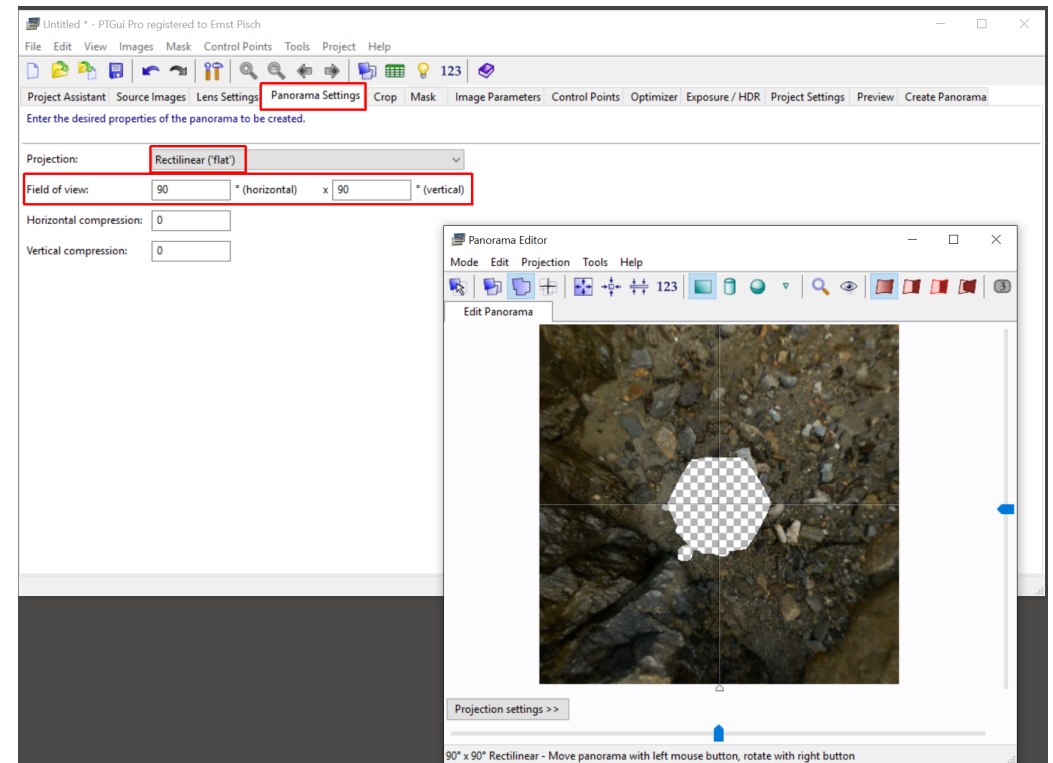 Untitled * - PTGui Pro registered to Ernst Pisch
File Edit View Images Mask Control Points Tools Project Help
123
Project Assistant Source Images Lens Settings Panorama Settings Crop Mask Image Parameters Control Points Optimizer Exposure / HDR Project Settings Preview Create Panorama
Enter the desired properties of the panorama to be created.
Projection: Rectilinear ('flat')
Field of view: 90 ° (horizontal) x 90 ° (vertical)
Horizontal compression: 0
Vertical compression: 0
Panorama Editor
Mode Edit Projection Tools Help
123 3
Edit Panorama
Projection settings >>
90° x 90° Rectilinear - Move panorama with left mouse button, rotate with right button